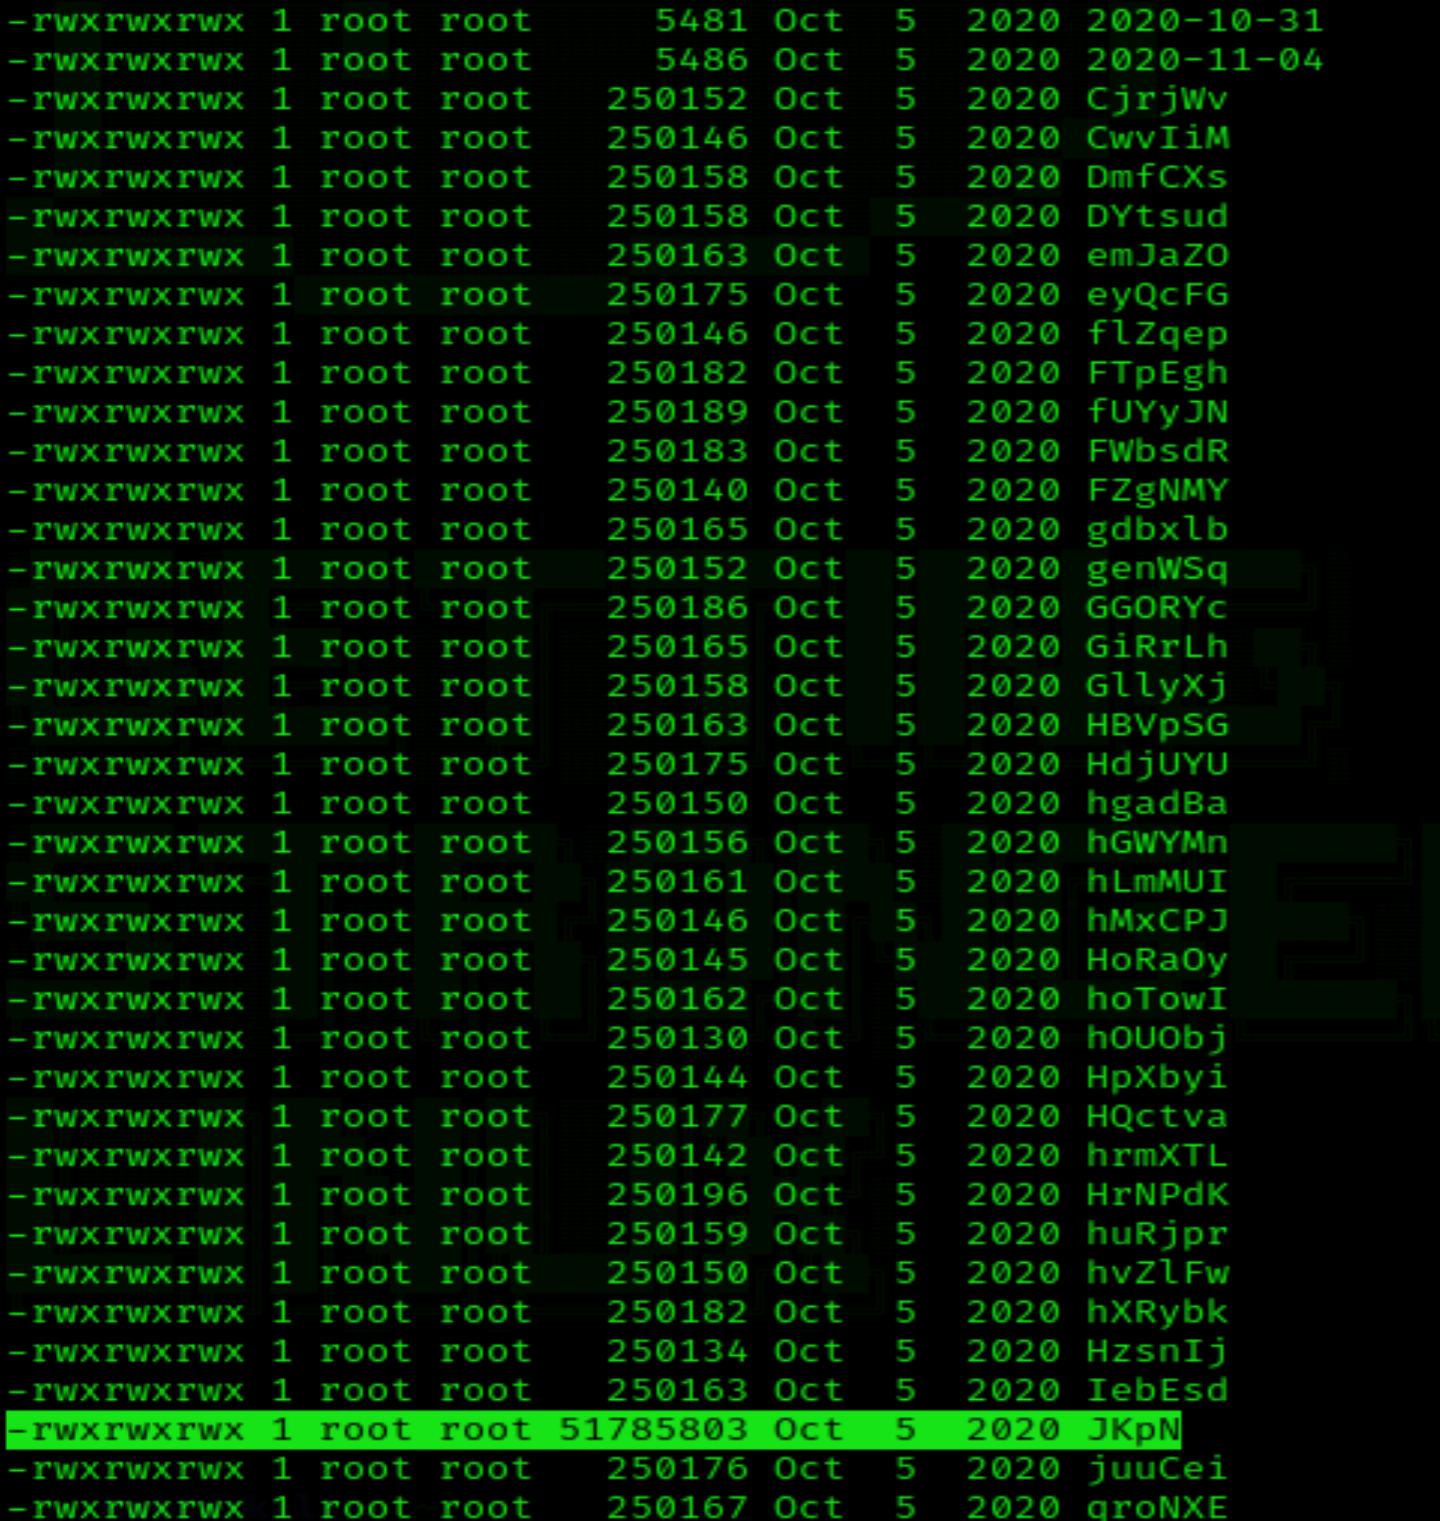 -rwxrwxrwx 1 root root     5481 Oct  5  2020 2020-10-31
-rwxrwxrwx 1 root root     5486 Oct  5  2020 2020-11-04
-rwxrwxrwx 1 root root   250152 Oct  5  2020 CjrjWv
-rwxrwxrwx 1 root root   250146 Oct  5  2020 CwvIiM
-rwxrwxrwx 1 root root   250158 Oct  5  2020 DmfCXs
-rwxrwxrwx 1 root root   250158 Oct  5  2020 DYtsud
-rwxrwxrwx 1 root root   250163 Oct  5  2020 emJaZO
-rwxrwxrwx 1 root root   250175 Oct  5  2020 eyQcFG
-rwxrwxrwx 1 root root   250146 Oct  5  2020 flZqep
-rwxrwxrwx 1 root root   250182 Oct  5  2020 FTpEgh
-rwxrwxrwx 1 root root   250189 Oct  5  2020 fUYyJN
-rwxrwxrwx 1 root root   250183 Oct  5  2020 FWbsdR
-rwxrwxrwx 1 root root   250140 Oct  5  2020 FZgNMY
-rwxrwxrwx 1 root root   250165 Oct  5  2020 gdbxlb
-rwxrwxrwx 1 root root   250152 Oct  5  2020 genWSq
-rwxrwxrwx 1 root root   250186 Oct  5  2020 GGORYc
-rwxrwxrwx 1 root root   250165 Oct  5  2020 GiRrLh
-rwxrwxrwx 1 root root   250158 Oct  5  2020 GllyXj
-rwxrwxrwx 1 root root   250163 Oct  5  2020 HBVpSG
-rwxrwxrwx 1 root root   250175 Oct  5  2020 HdjUYU
-rwxrwxrwx 1 root root   250150 Oct  5  2020 hgadBa
-rwxrwxrwx 1 root root   250156 Oct  5  2020 hGWYMn
-rwxrwxrwx 1 root root   250161 Oct  5  2020 hLmMUI
-rwxrwxrwx 1 root root   250146 Oct  5  2020 hMxCPJ
-rwxrwxrwx 1 root root   250145 Oct  5  2020 HoRaOy
-rwxrwxrwx 1 root root   250162 Oct  5  2020 hoTowI
-rwxrwxrwx 1 root root   250130 Oct  5  2020 hOUObj
-rwxrwxrwx 1 root root   250144 Oct  5  2020 HpXbyi
-rwxrwxrwx 1 root root   250177 Oct  5  2020 HQctva
-rwxrwxrwx 1 root root   250142 Oct  5  2020 hrmXTL
-rwxrwxrwx 1 root root   250196 Oct  5  2020 HrNPdK
-rwxrwxrwx 1 root root   250159 Oct  5  2020 huRjpr
-rwxrwxrwx 1 root root   250150 Oct  5  2020 hvZlFw
-rwxrwxrwx 1 root root   250182 Oct  5  2020 hXRybk
-rwxrwxrwx 1 root root   250134 Oct  5  2020 HzsnIj
-rwxrwxrwx 1 root root   250163 Oct  5  2020 IebEsd
-rwxrwxrwx 1 root root 51785803 Oct  5  2020 JKpN
-rwxrwxrwx 1 root root   250176 Oct  5  2020 juuCei
-rwxrwxrwx 1 root root   250167 Oct  5  2020